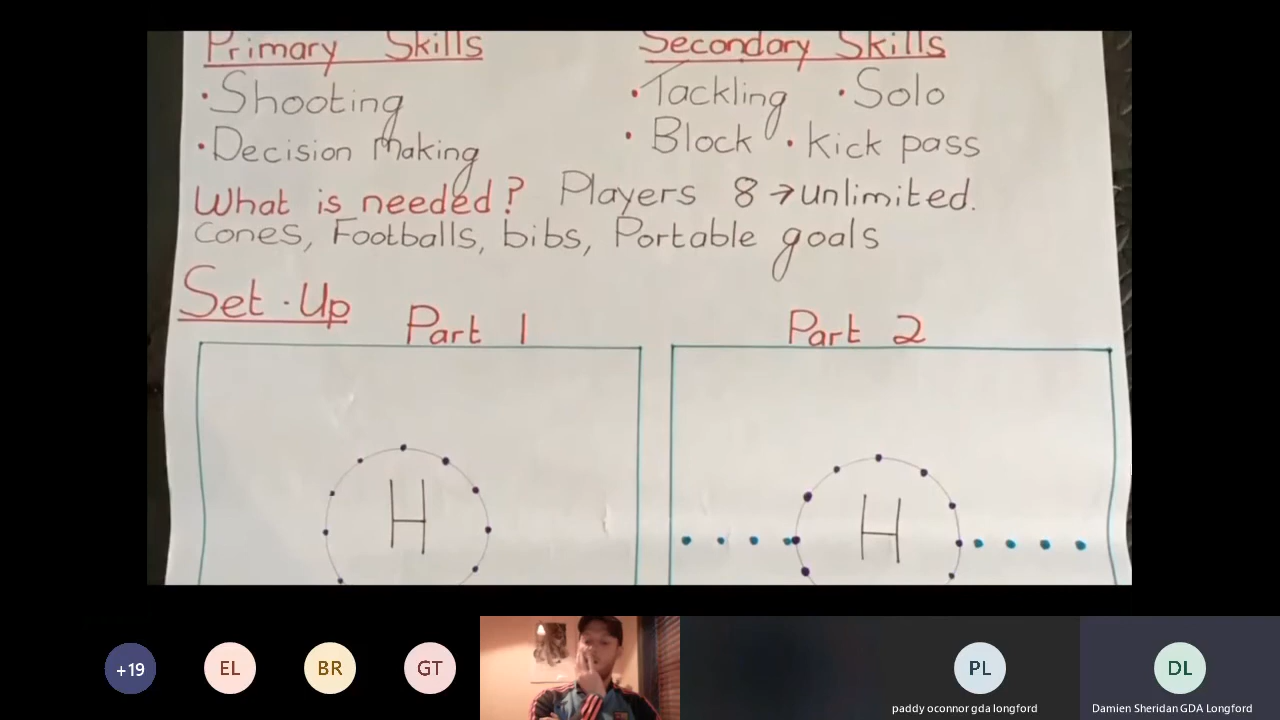 Primary Skills Secondary Skills
• Shooting • Tackling • Solo
• Decision Making • Block • Kick pass
What is needed? Players 8 → unlimited.
Cones, Footballs, bibs, Portable goals
Set-Up
Part 1 Part 2
H H
+19 EL BR GT PL DL
paddy oconnor gda longford Damien Sheridan GDA Longford